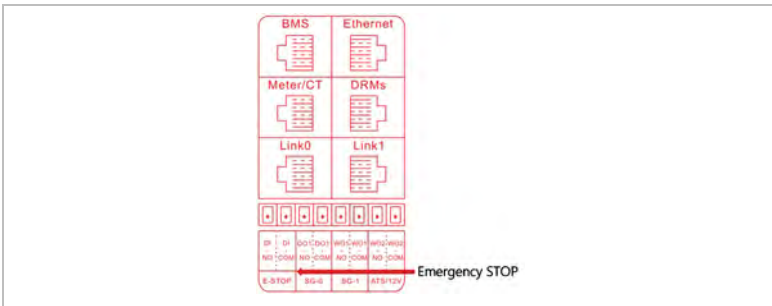 BMS Ethernet
Meter/CT DRMs
Link0 Link1
DI DI DO1 DO1 WO1 WO1 WO2 WO2
NO COM NO COM NO COM NO COM
Emergency STOP
E-STOP SG-0 SG-1 ATS/12V